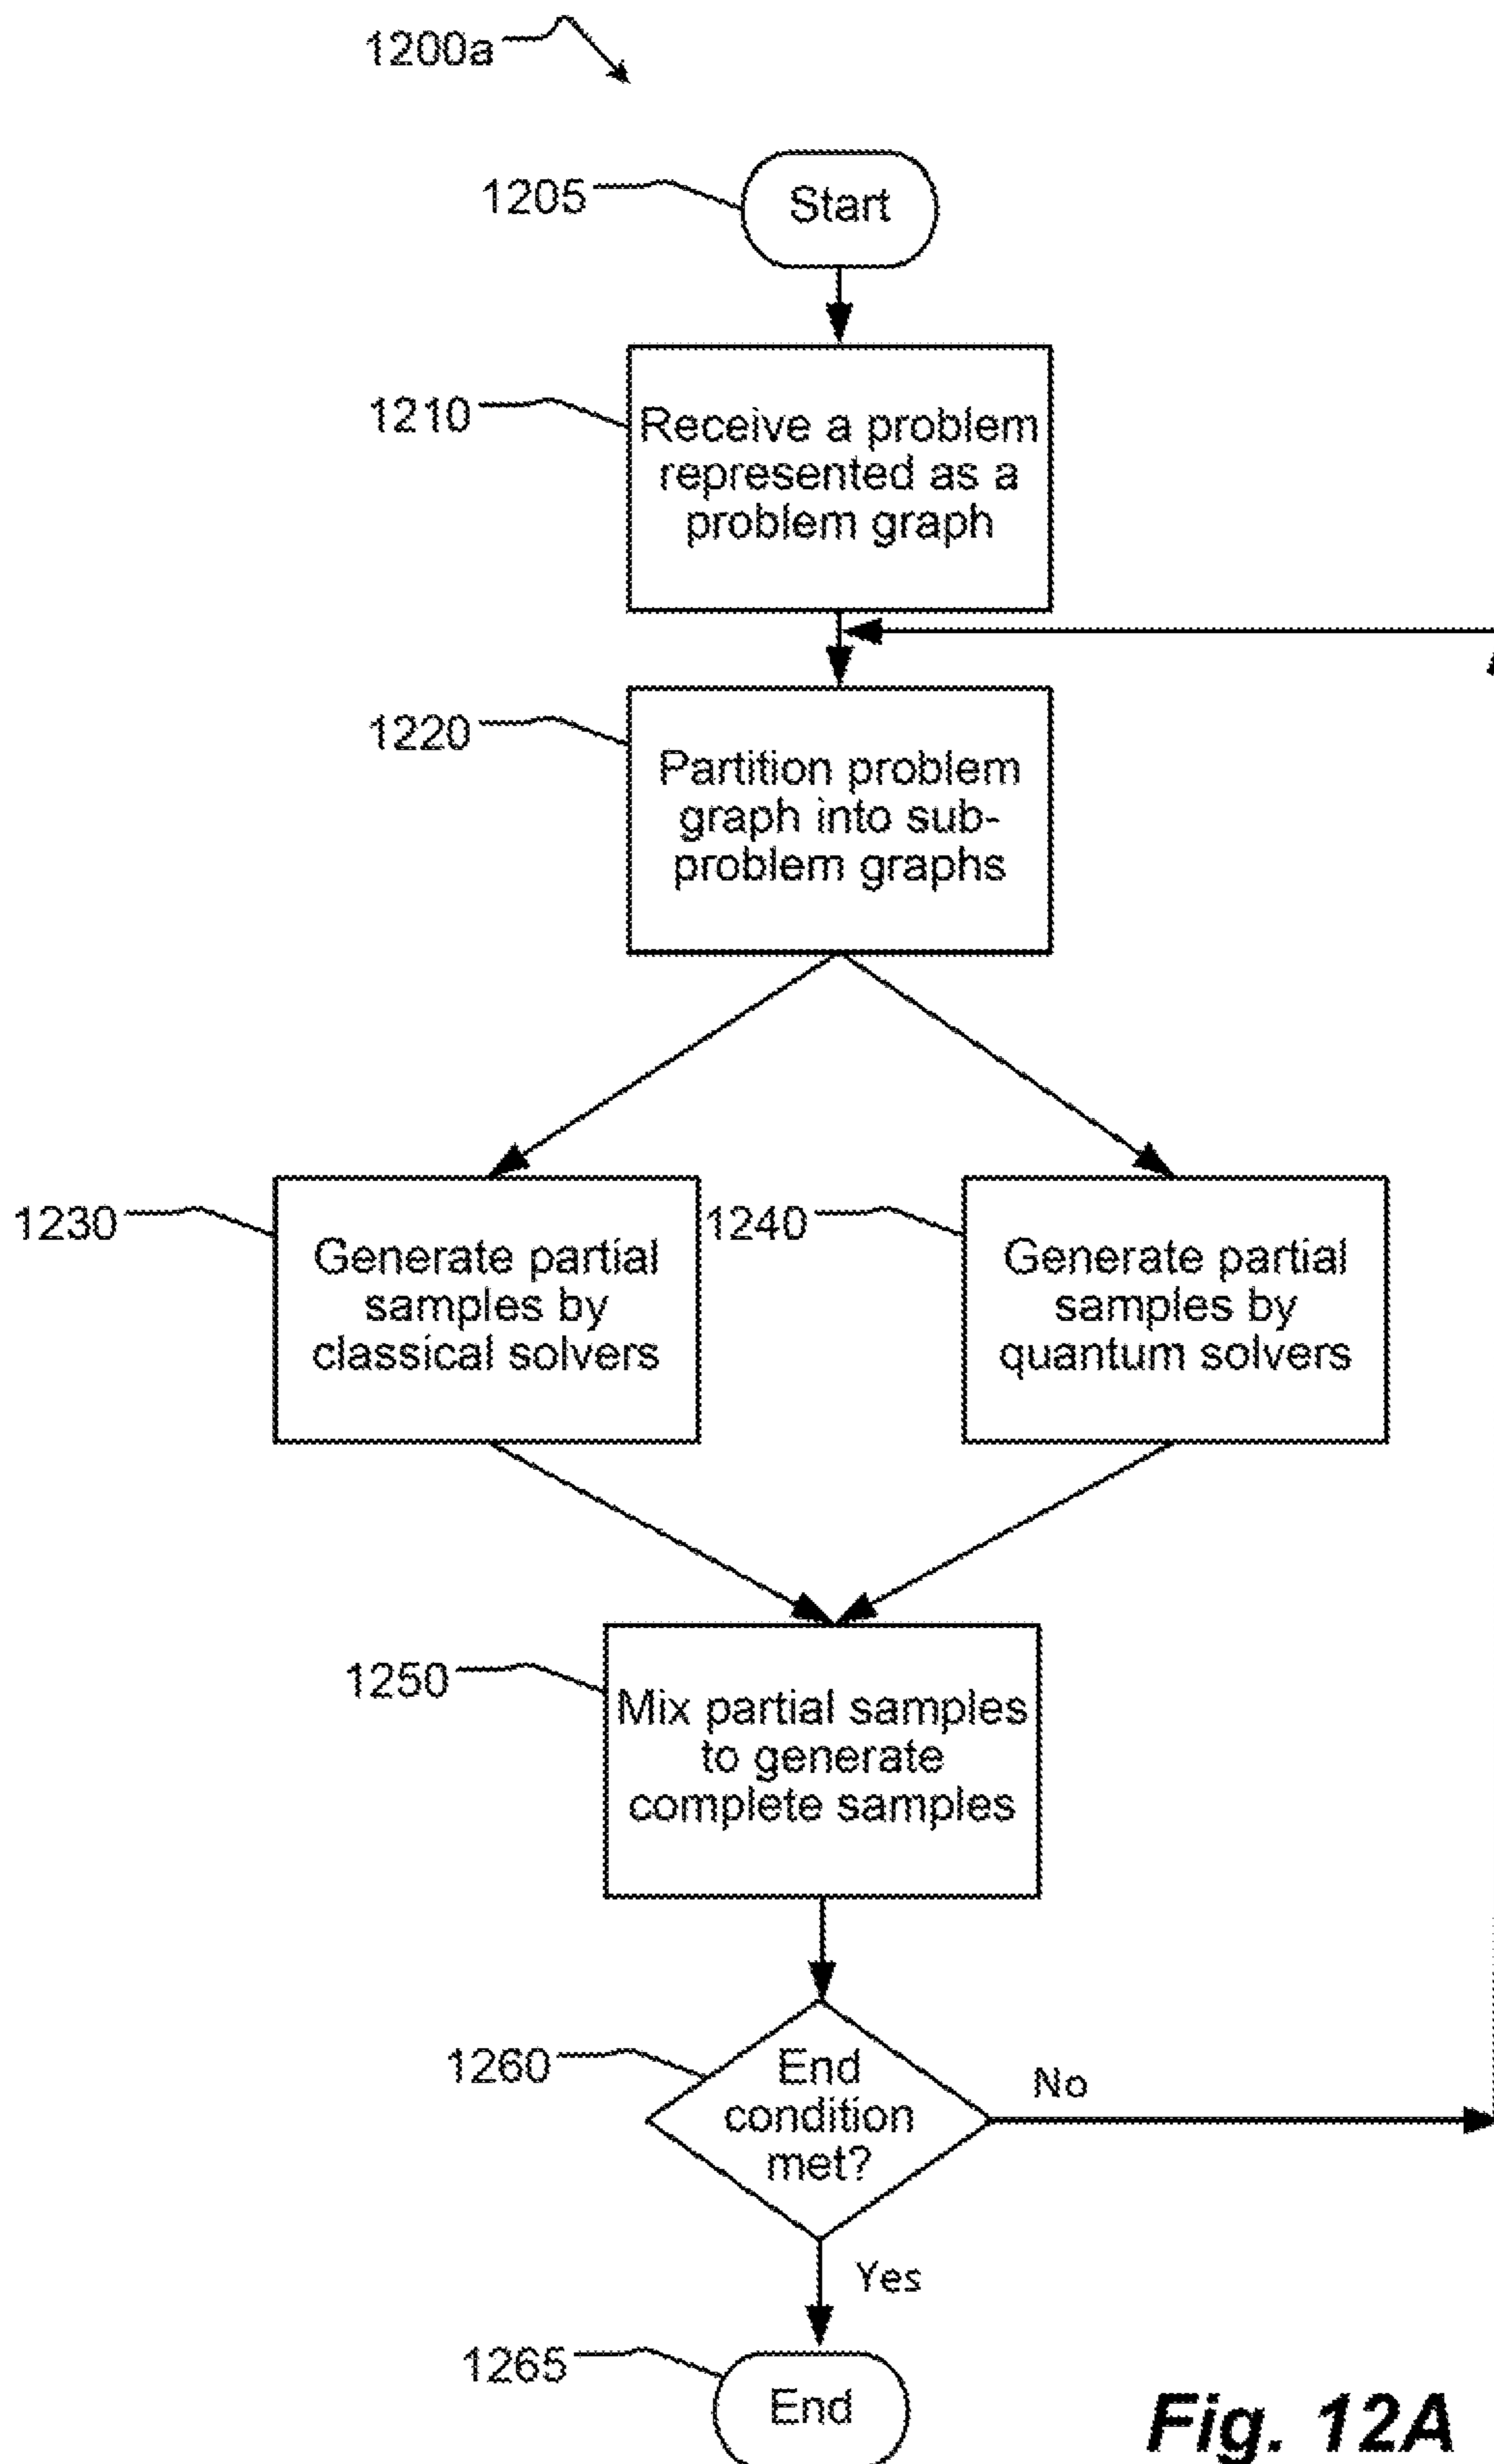 1200a
1205
Start
1210
Receive a problem
represented as a
problem graph
1220
Partition problem
graph into sub-
problem graphs
1230
Generate partial
samples by
classical solvers
1240
Generate partial
samples by
quantum solvers
1250
Mix partial samples
to generate
complete samples
1260
End
condition
met?
No
Yes
1265
End
Fig. 12A